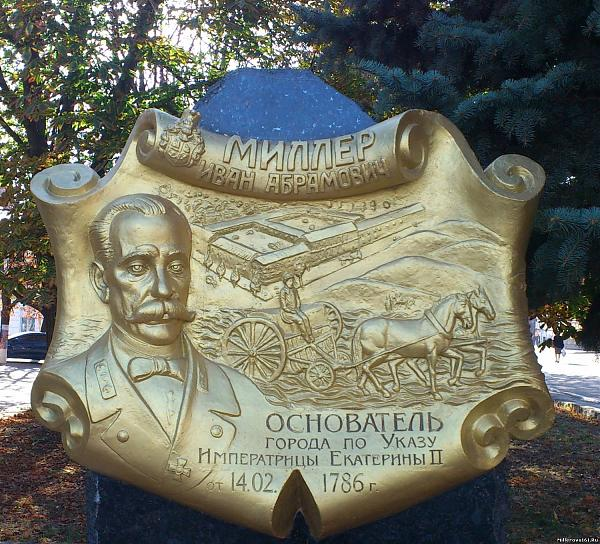 МИЛЛЕР
ИВАН АБРАМОВИЧ
ОСНОВАТЕЛЬ
ГОРОДА ПО УКАЗУ
ИМПЕРАТРИЦЫ ЕКАТЕРИНЫ II
от 14.02. 1786 г.